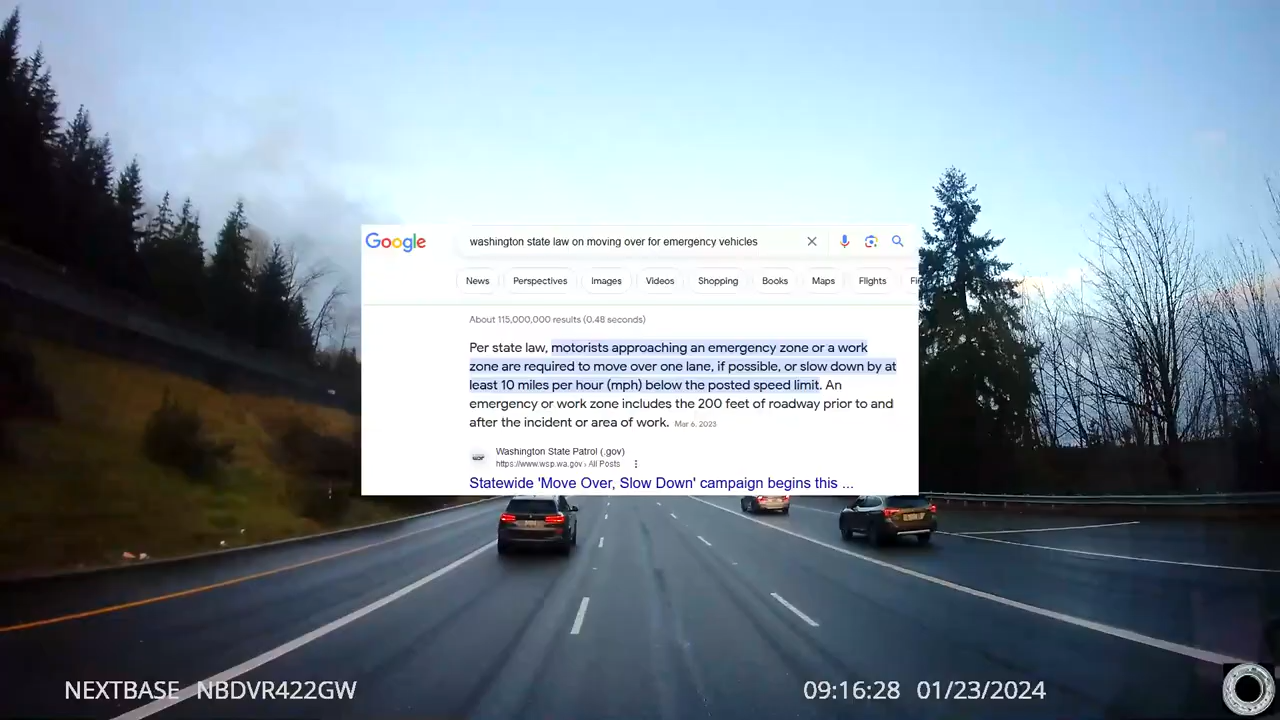 Google
washington state law on moving over for emergency vehicles
News Perspectives Images Videos Shopping Books Maps Flights
About 115,000,000 results (0.48 seconds)
Per state law, motorists approaching an emergency zone or a work
zone are required to move over one lane, if possible, or slow down by at
least 10 miles per hour (mph) below the posted speed limit. An
emergency or work zone includes the 200 feet of roadway prior to and
after the incident or area of work. Mar 6, 2023
Washington State Patrol (.gov)
https://www.wsp.wa.gov › All Posts
Statewide 'Move Over, Slow Down' campaign begins this ...
NEXTBASE NBDVR422GW 09:16:28 01/23/2024